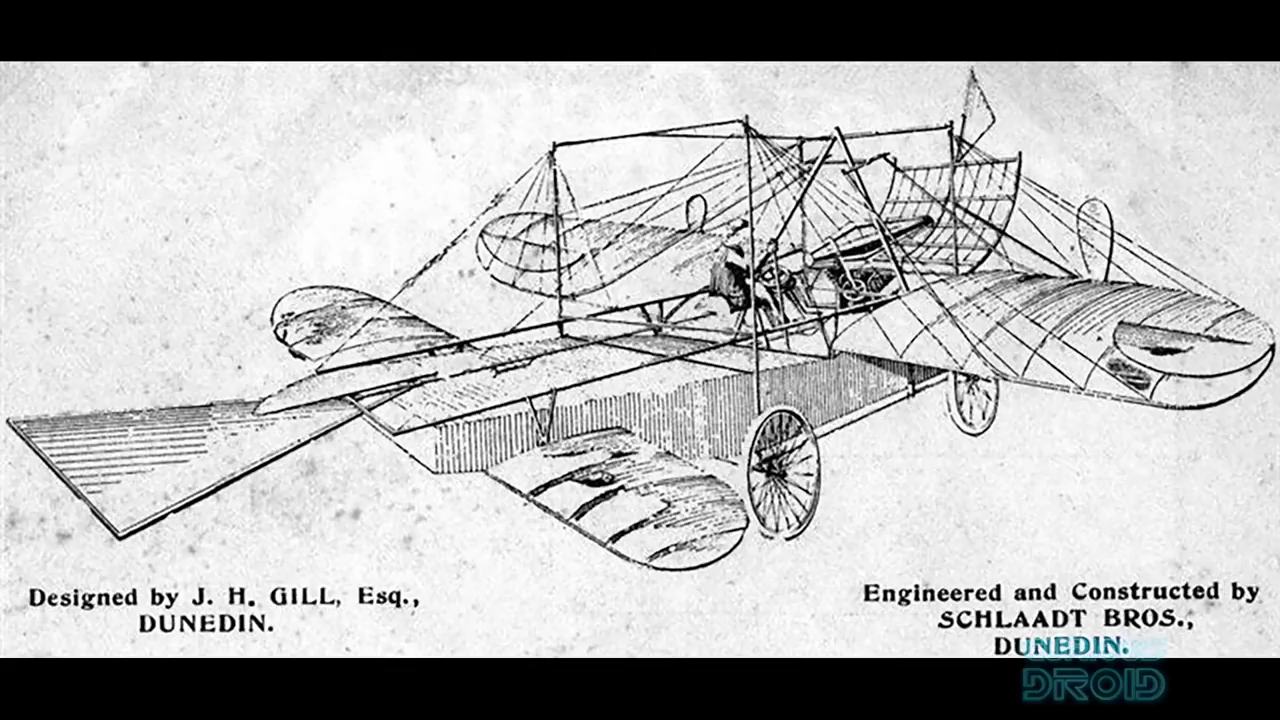 Designed by J. H. GILL, Esq.,
DUNEDIN.
Engineered and Constructed by
SCHLAADT BROS.,
DUNEDIN.
DROID